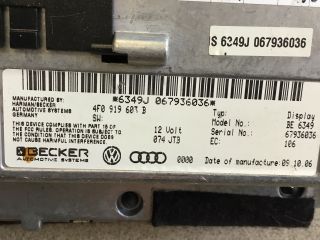 S 6349J 067936036
*6349J 067936036*
MANUFACTURED BY:
HARMAN/BECKER
AUTOMOTIVE SYSTEMS
GERMANY
4F0 919 603 B
SW:
Typ: Display
Model No.: BE 6349
Serial No.: 67936036
EC: 106
THIS DEVICE COMPLIES WITH PART 15 OF
THE FCC RULES. OPERATION IS SUBJECT TO
THE CONDITION THAT THIS DEVICE DOES
NOT CAUSE HARMFUL INTERFERENCE.
12 Volt
074 JTB
BECKER
AUTOMOTIVE SYSTEMS
0000
Date of manufacture: 09.10.06